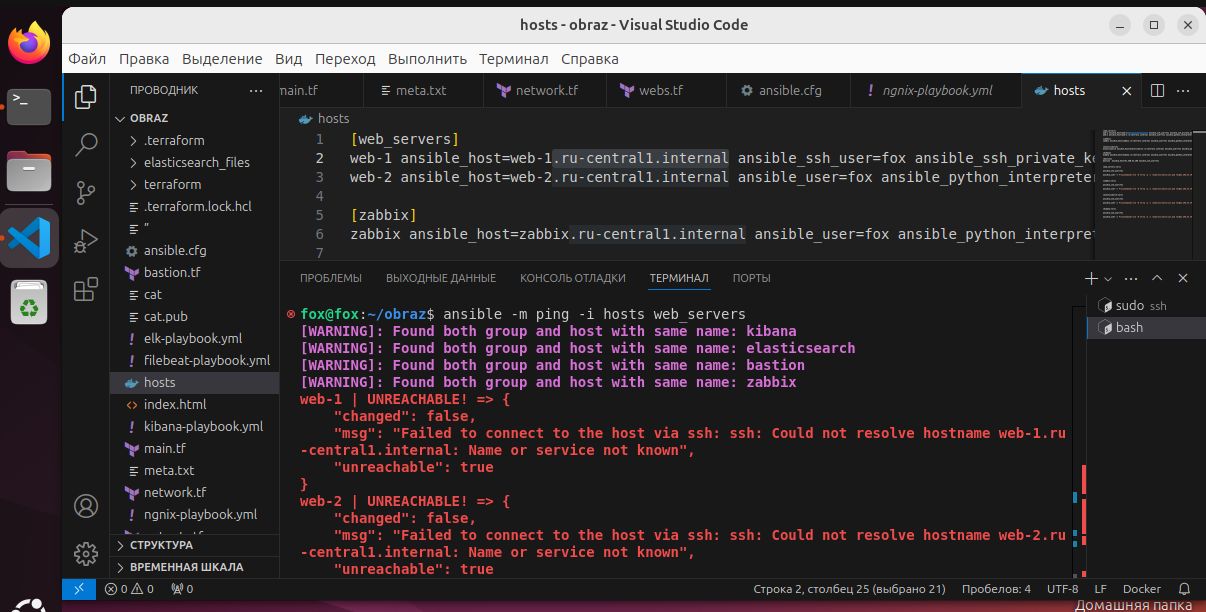 hosts - obraz - Visual Studio Code
Файл Правка Выделение Вид Переход Выполнить Терминал Справка
ПРОВОДНИК ...
main.tf meta.txt network.tf webs.tf ansible.cfg ngnix-playbook.yml hosts
OBRAZ
.terraform
elasticsearch_files
terraform
.terraform.lock.hcl
"
ansible.cfg
bastion.tf
cat
cat.pub
elk-playbook.yml
filebeat-playbook.yml
hosts
index.html
kibana-playbook.yml
main.tf
meta.txt
network.tf
ngnix-playbook.yml
СТРУКТУРА
ВРЕМЕННАЯ ШКАЛА
hosts
1 [web_servers]
2 web-1 ansible_host=web-1.ru-central1.internal ansible_ssh_user=fox ansible_ssh_private_ke
3 web-2 ansible_host=web-2.ru-central1.internal ansible_user=fox ansible_python_interprete
4
5 [zabbix]
6 zabbix ansible_host=zabbix.ru-central1.internal ansible_user=fox ansible_python_interpret
7
ПРОБЛЕМЫ ВЫХОДНЫЕ ДАННЫЕ КОНСОЛЬ ОТЛАДКИ ТЕРМИНАЛ ПОРТЫ
fox@fox:~/obraz$ ansible -m ping -i hosts web_servers
[WARNING]: Found both group and host with same name: kibana
[WARNING]: Found both group and host with same name: elasticsearch
[WARNING]: Found both group and host with same name: bastion
[WARNING]: Found both group and host with same name: zabbix
web-1 | UNREACHABLE! => {
"changed": false,
"msg": "Failed to connect to the host via ssh: ssh: Could not resolve hostname web-1.ru
-central1.internal: Name or service not known",
"unreachable": true
}
web-2 | UNREACHABLE! => {
"changed": false,
"msg": "Failed to connect to the host via ssh: ssh: Could not resolve hostname web-2.ru
-central1.internal: Name or service not known",
"unreachable": true
sudo ssh
bash
0 0 0 Строка 2, столбец 25 (выбрано 21) Пробелов: 4 UTF-8 LF Docker
Домашняя папка